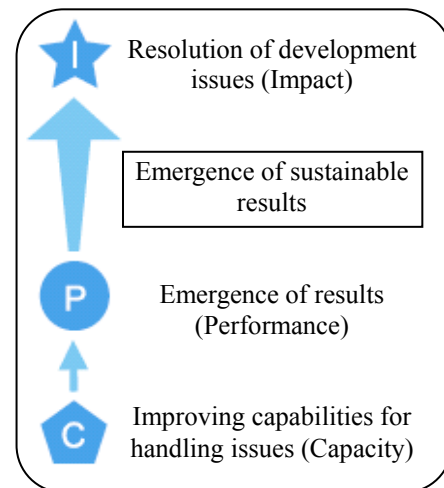 I
Resolution of development
issues (Impact)
Emergence of sustainable
results
P
Emergence of results
(Performance)
C
Improving capabilities for
handling issues (Capacity)